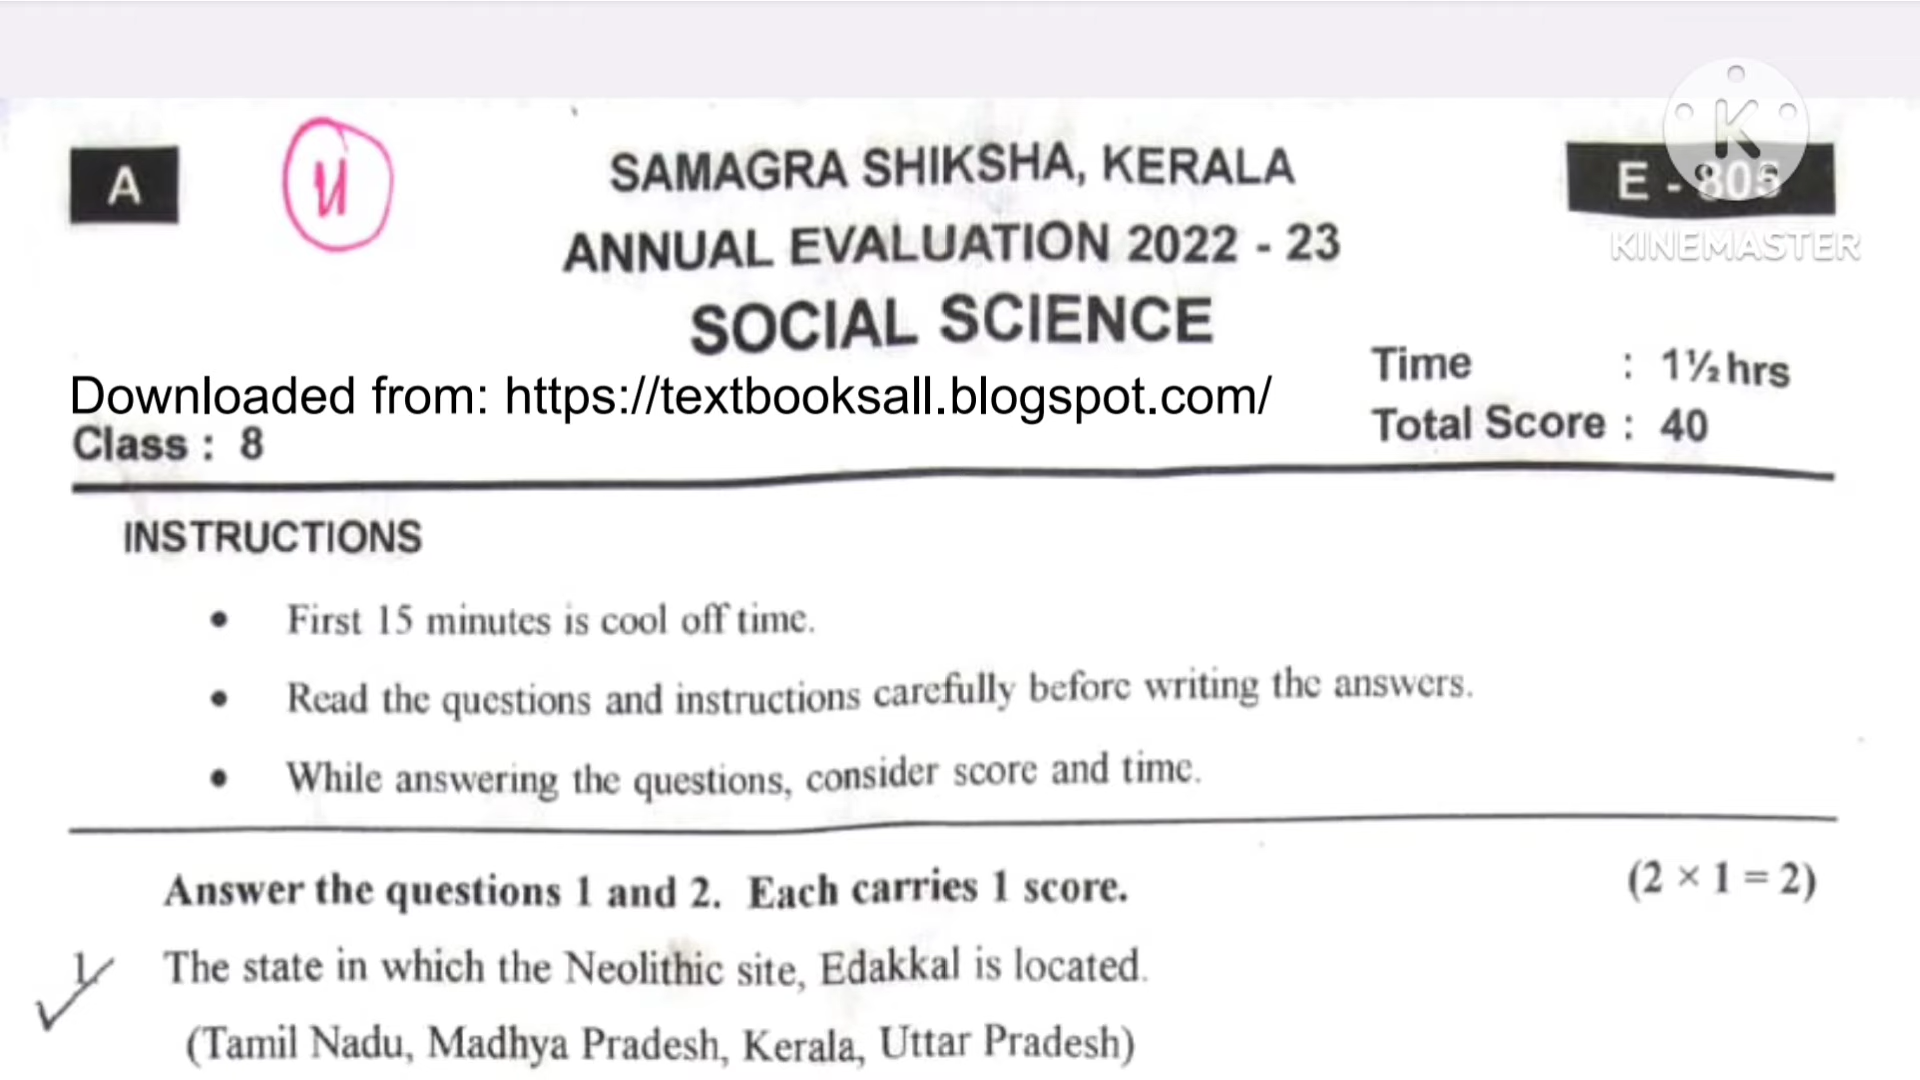 A
SAMAGRA SHIKSHA, KERALA
E - 805
KINEMASTER
ANNUAL EVALUATION 2022 - 23
SOCIAL SCIENCE
Time : 1½ hrs
Downloaded from: https://textbooksall.blogspot.com/
Total Score : 40
Class : 8
INSTRUCTIONS
• First 15 minutes is cool off time.
• Read the questions and instructions carefully before writing the answers.
• While answering the questions, consider score and time.
Answer the questions 1 and 2. Each carries 1 score. (2 × 1 = 2)
1. The state in which the Neolithic site, Edakkal is located.
(Tamil Nadu, Madhya Pradesh, Kerala, Uttar Pradesh)